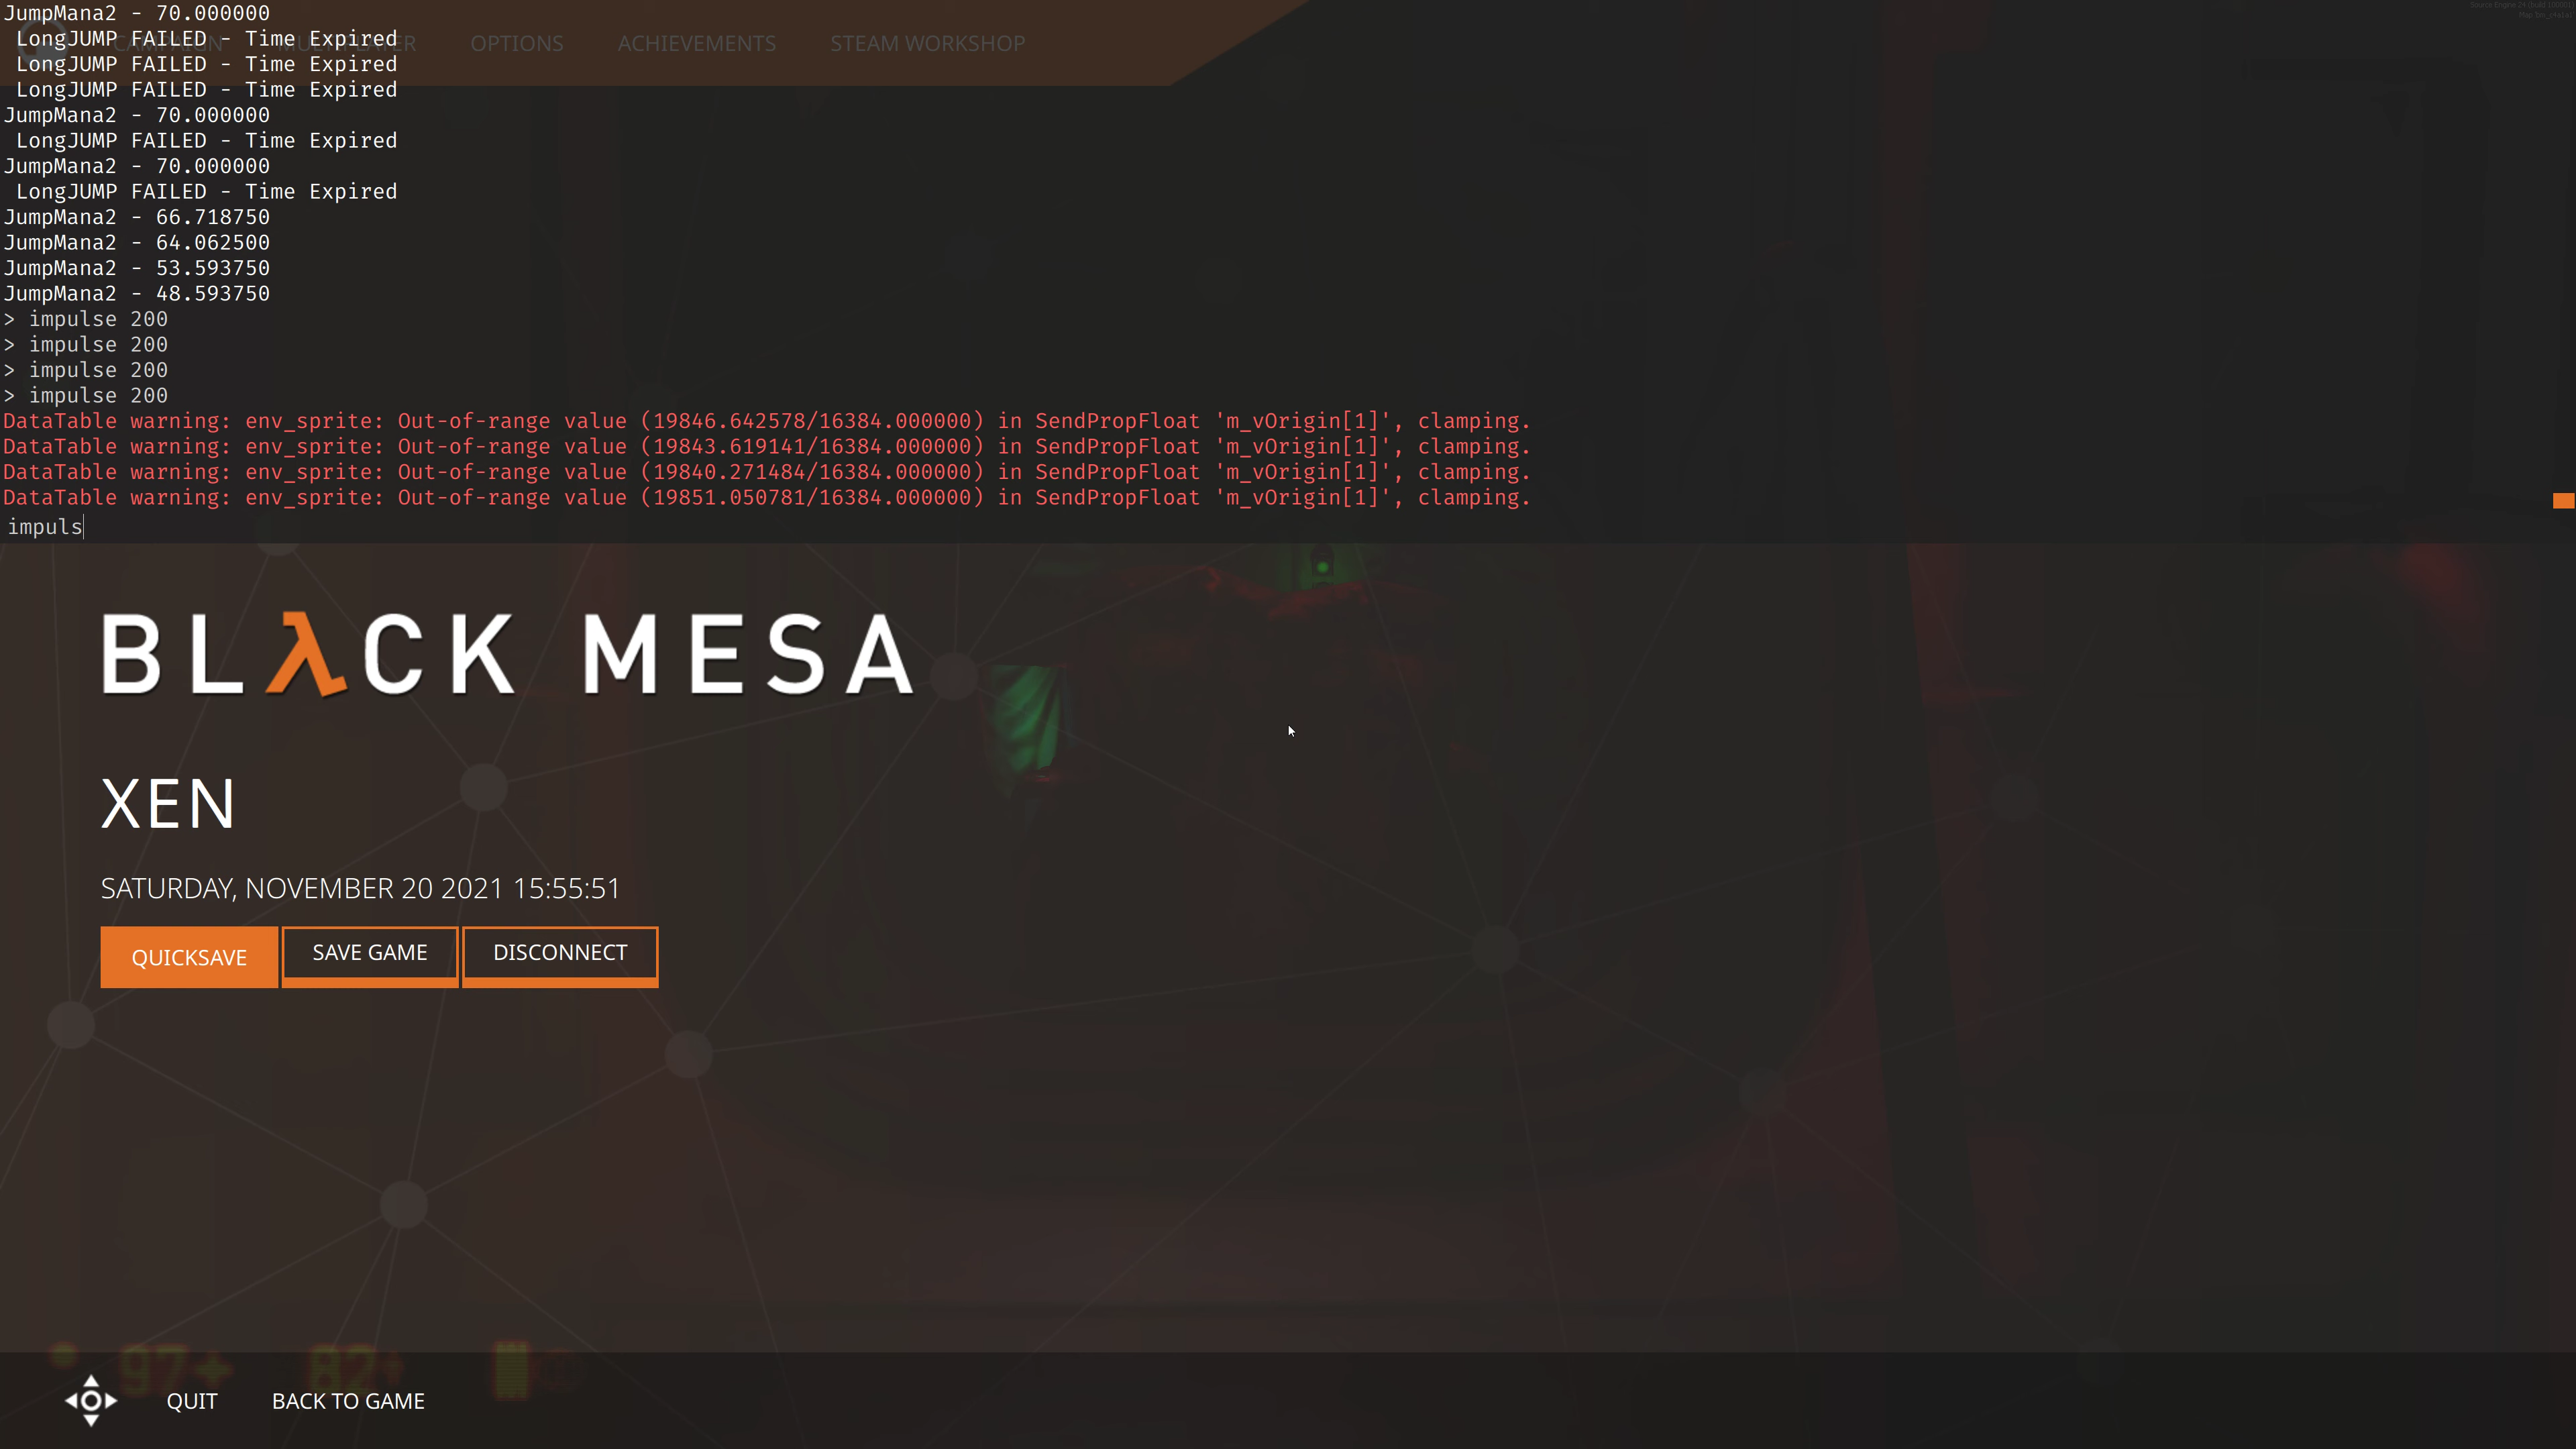 JumpMana2 - 70.000000
LongJUMP FAILED - Time Expired
CAMPAIGN MULTIPLAYER OPTIONS ACHIEVEMENTS STEAM WORKSHOP
LongJUMP FAILED - Time Expired
LongJUMP FAILED - Time Expired
JumpMana2 - 70.000000
LongJUMP FAILED - Time Expired
JumpMana2 - 70.000000
LongJUMP FAILED - Time Expired
JumpMana2 - 66.718750
JumpMana2 - 64.062500
JumpMana2 - 53.593750
JumpMana2 - 48.593750
> impulse 200
> impulse 200
> impulse 200
> impulse 200
DataTable warning: env_sprite: Out-of-range value (19846.642578/16384.000000) in SendPropFloat 'm_vOrigin[1]', clamping.
DataTable warning: env_sprite: Out-of-range value (19843.619141/16384.000000) in SendPropFloat 'm_vOrigin[1]', clamping.
DataTable warning: env_sprite: Out-of-range value (19840.271484/16384.000000) in SendPropFloat 'm_vOrigin[1]', clamping.
DataTable warning: env_sprite: Out-of-range value (19851.050781/16384.000000) in SendPropFloat 'm_vOrigin[1]', clamping.
impuls
BLλCK MESA
XEN
SATURDAY, NOVEMBER 20 2021 15:55:51
QUICKSAVE SAVE GAME DISCONNECT
97+ 82+
QUIT BACK TO GAME